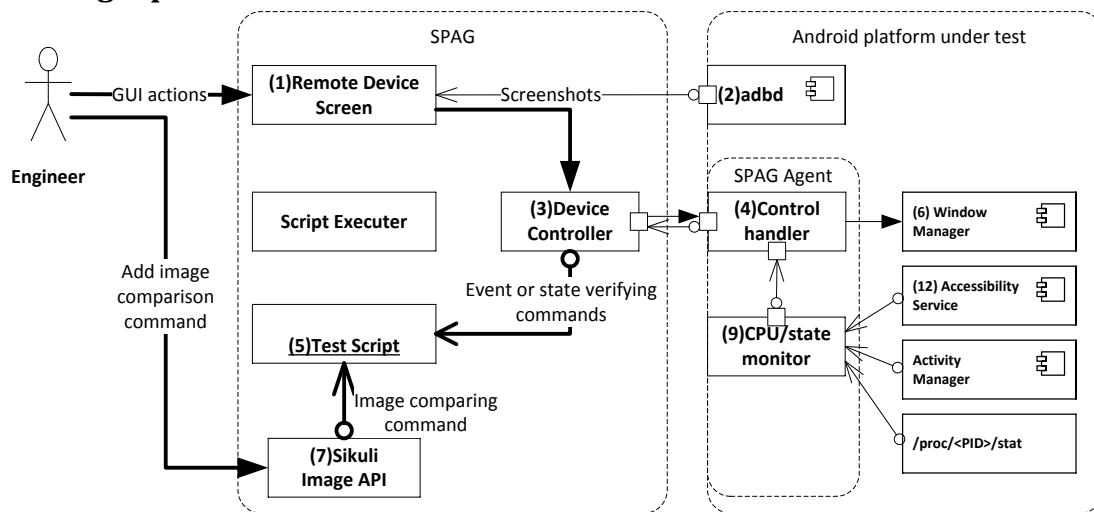 SPAG
Android platform under test
GUI actions
(1)Remote Device
Screen
Screenshots
(2)adbd
Engineer
SPAG Agent
Script Executer
(3)Device
Controller
(4)Control
handler
(6) Window
Manager
Add image
comparison
command
Event or state verifying
commands
(12) Accessibility
Service
(5)Test Script
(9)CPU/state
monitor
Activity
Manager
Image comparing
command
(7)Sikuli
Image API
/proc/<PID>/stat